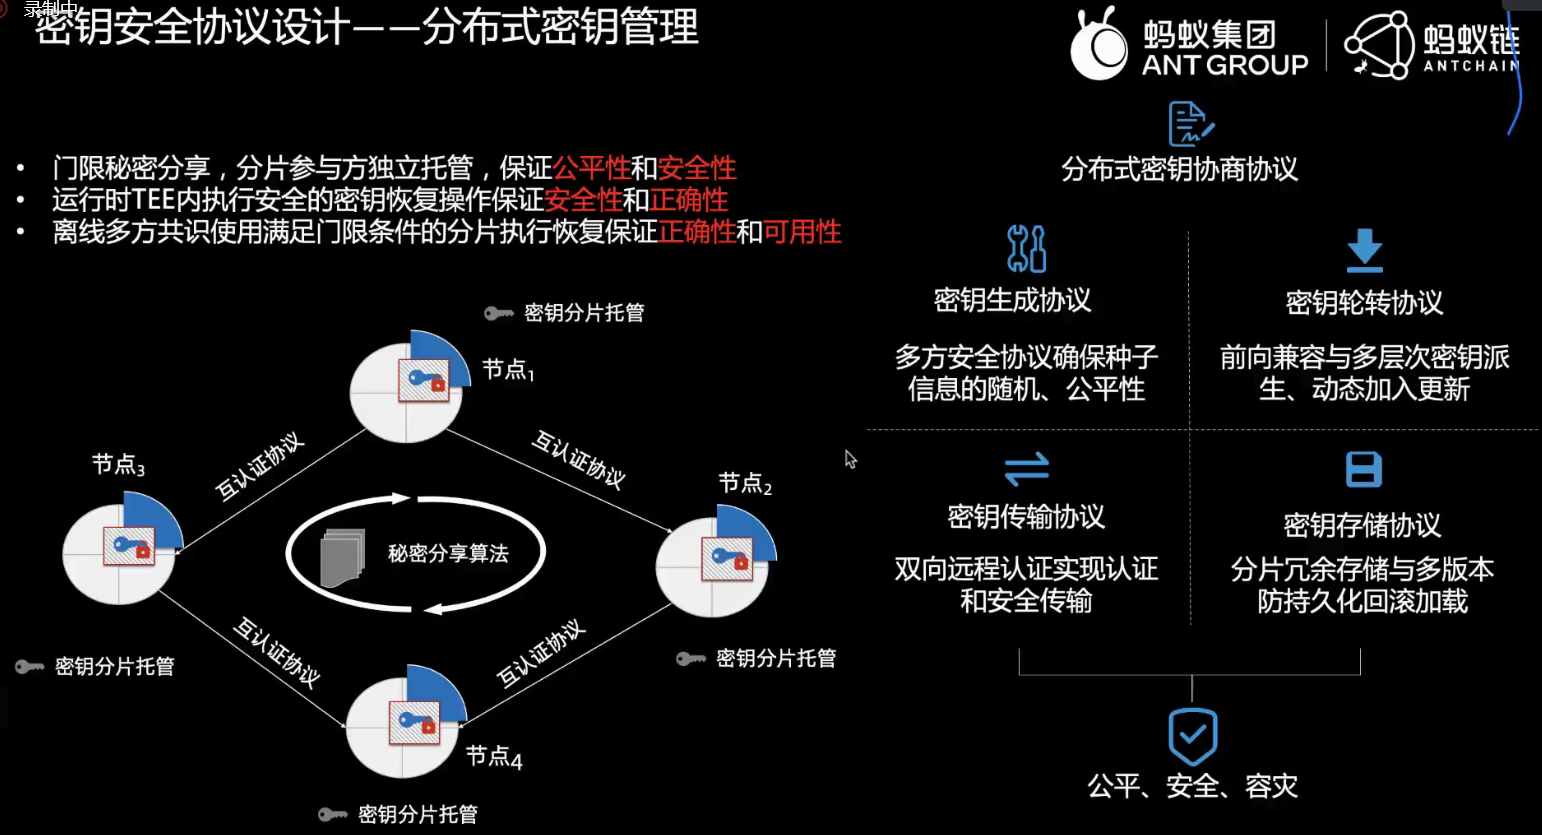 录制中
密钥安全协议设计——分布式密钥管理
蚂蚁集团
ANT GROUP
蚂蚁链
ANTCHAIN
• 门限秘密分享，分片参与方独立托管，保证公平性和安全性
• 运行时TEE内执行安全的密钥恢复操作保证安全性和正确性
• 离线多方共识使用满足门限条件的分片执行恢复保证正确性和可用性
密钥分片托管
节点1
互认证协议
互认证协议
节点3
节点2
秘密分享算法
互认证协议
互认证协议
密钥分片托管
密钥分片托管
节点4
密钥分片托管
分布式密钥协商协议
密钥生成协议
多方安全协议确保种子
信息的随机、公平性
密钥轮转协议
前向兼容与多层次密钥派
生、动态加入更新
密钥传输协议
双向远程认证实现认证
和安全传输
密钥存储协议
分片冗余存储与多版本
防持久化回滚加载
公平、安全、容灾